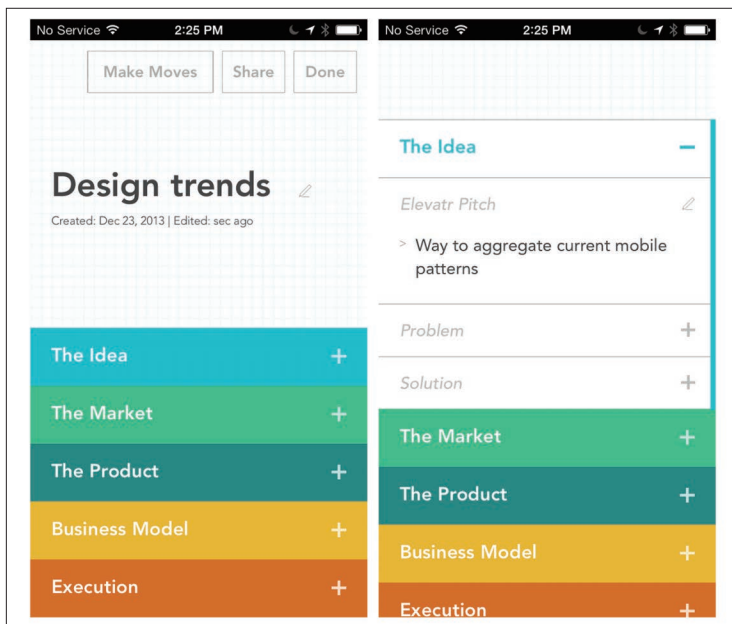 No Service 2:25 PM
Make Moves Share Done
Design trends
Created: Dec 23, 2013 | Edited: sec ago
The Idea +
The Market +
The Product +
Business Model +
Execution +
No Service 2:25 PM
The Idea −
Elevatr Pitch
> Way to aggregate current mobile
patterns
Problem +
Solution +
The Market +
The Product +
Business Model +
Execution +